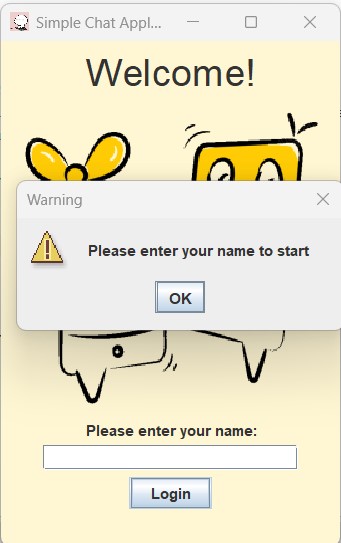 Simple Chat Appl...
Welcome!
Warning
Please enter your name to start
OK
Please enter your name:
Login